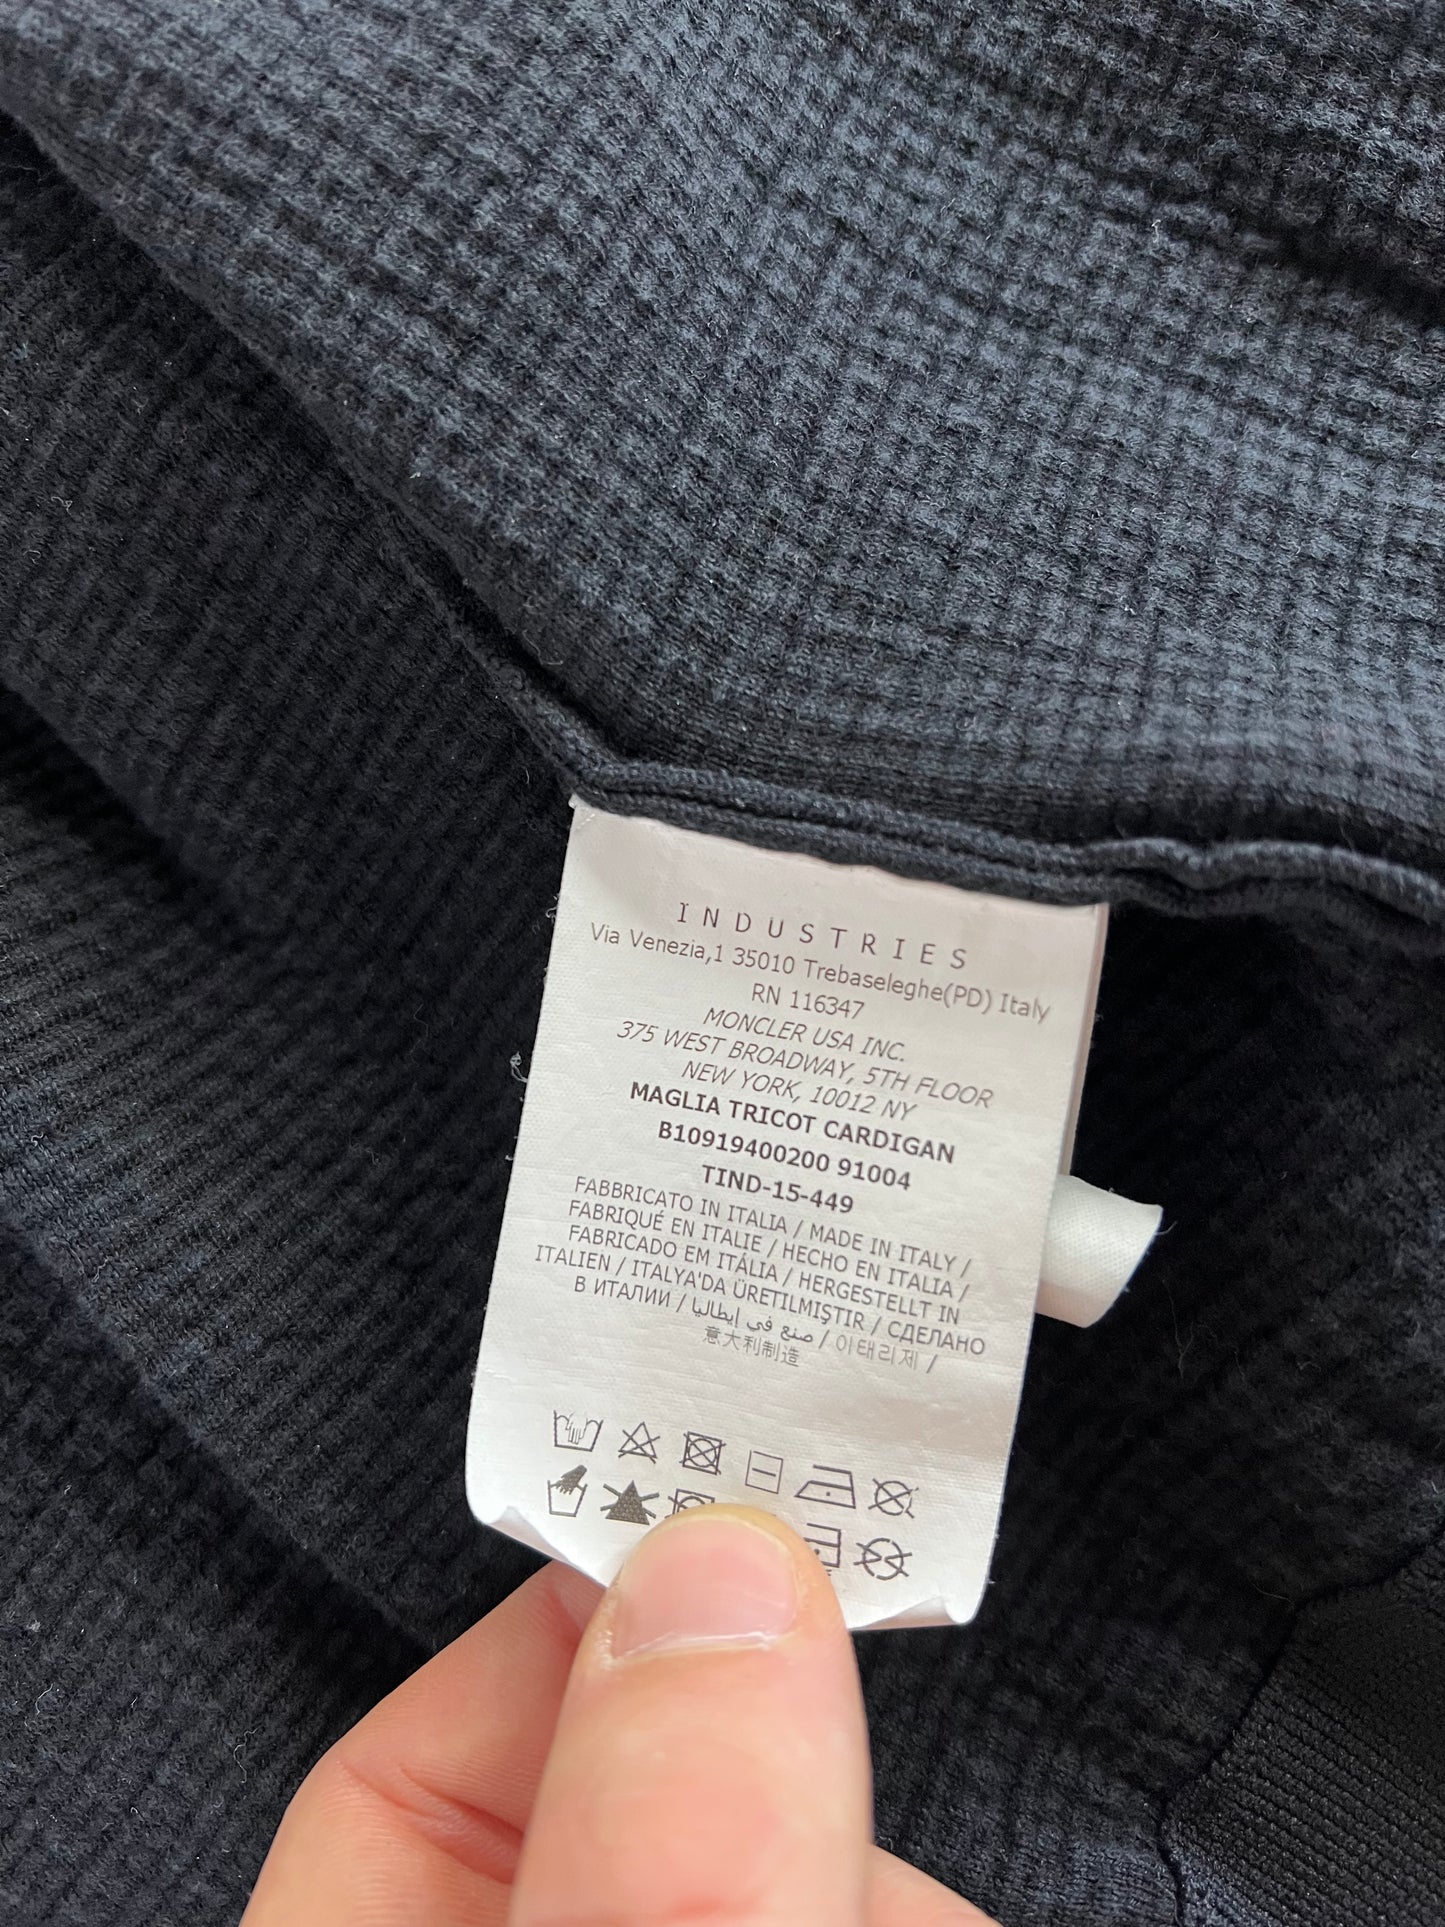 INDUSTRIES
Via Venezia,1 35010 Trebaseleghe(PD) Italy
RN 116347
MONCLER USA INC.
375 WEST BROADWAY, 5TH FLOOR
NEW YORK, 10012 NY
MAGLIA TRICOT CARDIGAN
B10919400200 91004
TIND-15-449
FABBRICATO IN ITALIA / MADE IN ITALY /
FABRIQUÉ EN ITALIE / HECHO EN ITALIA /
FABRICADO EM ITÁLIA / HERGESTELLT IN
ITALIEN / ITALYA'DA ÜRETILMIŞTIR / СДЕЛАНО
В ИТАЛИИ / صنع في إيطاليا / 이태리제 /
意大利制造